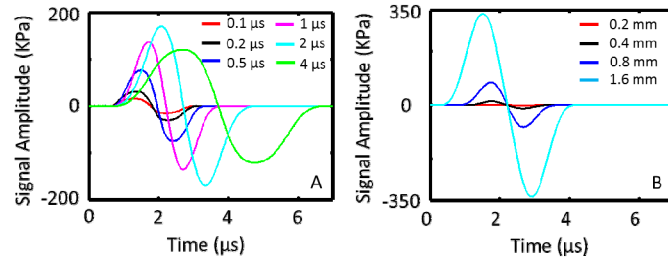 200
0
-200
Signal Amplitude (KPa)
0.1 µs
0.2 µs
0.5 µs
1 µs
2 µs
4 µs
A
0 2 4 6
Time (µs)
350
0
-350
Signal Amplitude (KPa)
0.2 mm
0.4 mm
0.8 mm
1.6 mm
B
0 2 4 6
Time (µs)